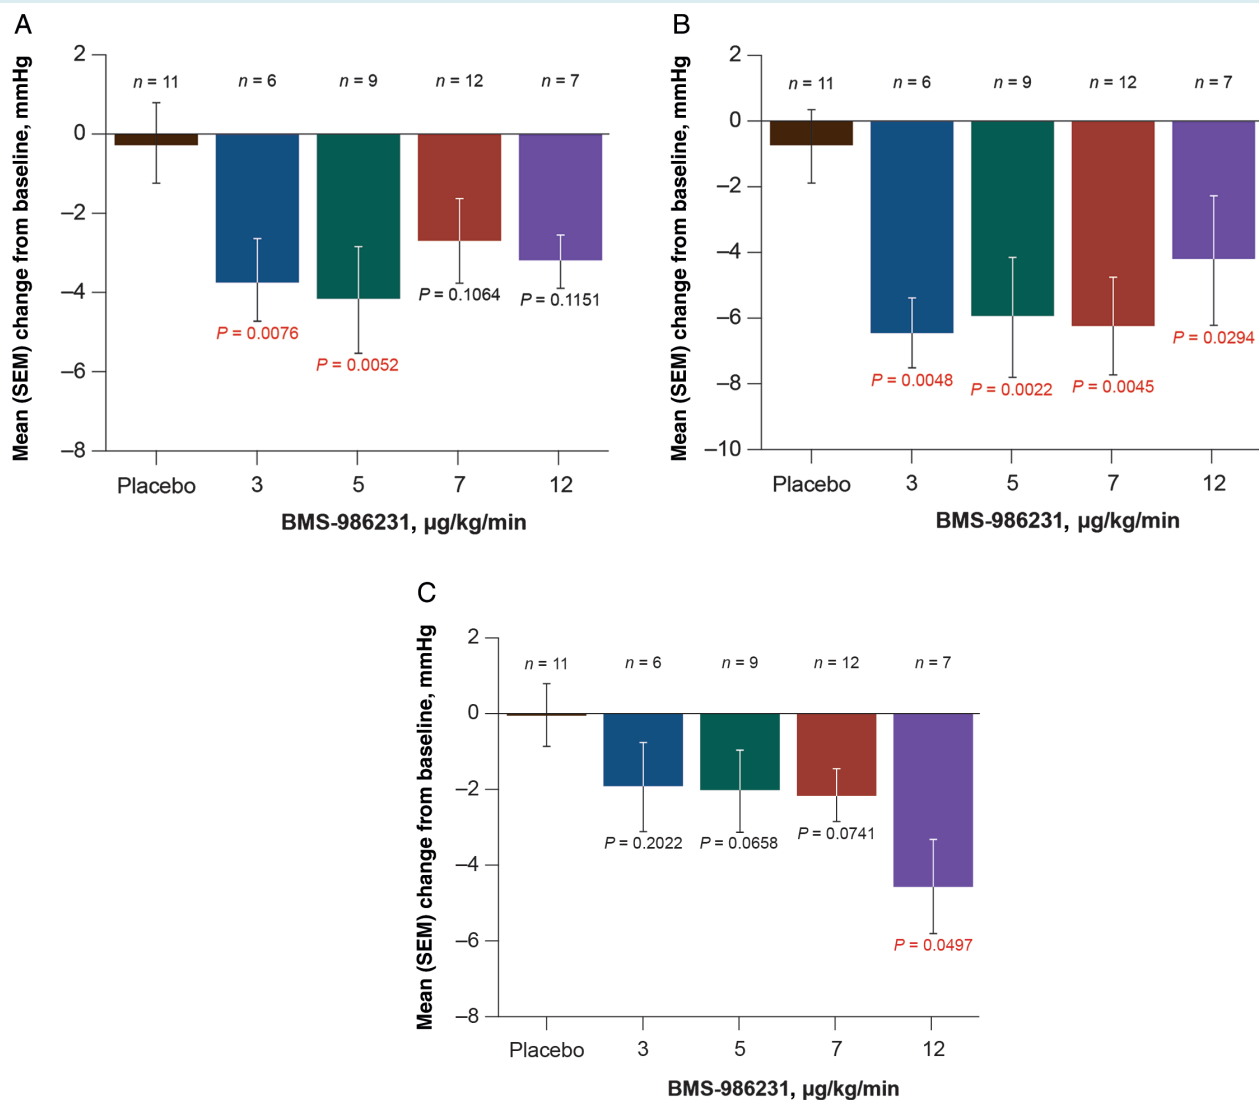 A
Mean (SEM) change from baseline, mmHg
2
0
–2
–4
–6
–8
n = 11
n = 6
n = 9
n = 12
n = 7
P = 0.0076
P = 0.0052
P = 0.1064
P = 0.1151
Placebo
3
5
7
12
BMS-986231, µg/kg/min
B
Mean (SEM) change from baseline, mmHg
2
0
–2
–4
–6
–8
–10
n = 11
n = 6
n = 9
n = 12
n = 7
P = 0.0048
P = 0.0022
P = 0.0045
P = 0.0294
Placebo
3
5
7
12
BMS-986231, µg/kg/min
C
Mean (SEM) change from baseline, mmHg
2
0
–2
–4
–6
–8
n = 11
n = 6
n = 9
n = 12
n = 7
P = 0.2022
P = 0.0658
P = 0.0741
P = 0.0497
Placebo
3
5
7
12
BMS-986231, µg/kg/min